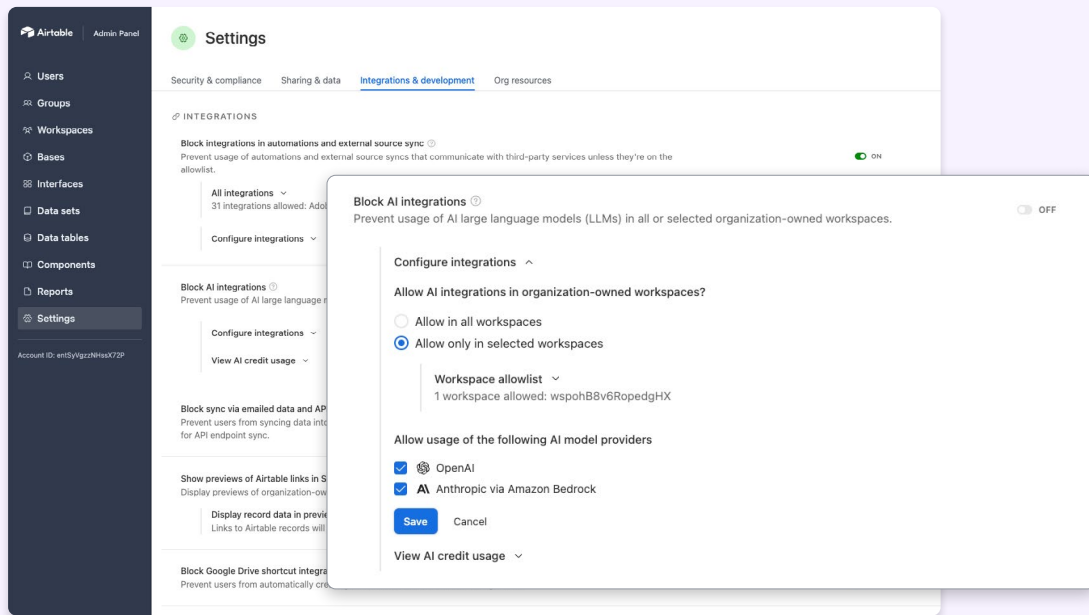 Airtable
Admin Panel
Users
Groups
Workspaces
Bases
Interfaces
Data sets
Data tables
Components
Reports
Settings
Account ID: entSyVgzzNHssX72P
Settings
Security & compliance
Sharing & data
Integrations & development
Org resources
INTEGRATIONS
Block integrations in automations and external source sync
Prevent usage of automations and external source syncs that communicate with third-party services unless they're on the
allowlist.
ON
All integrations
31 integrations allowed: Adol
Configure integrations
Block AI integrations
Prevent usage of AI large language
Configure integrations
View AI credit usage
Block sync via emailed data and AP
Prevent users from syncing data into
for API endpoint sync.
Show previews of Airtable links in S
Display previews of organization-ow
Display record data in previe
Links to Airtable records will
Block Google Drive shortcut integra
Prevent users from automatically cre
Block AI integrations
Prevent usage of AI large language models (LLMs) in all or selected organization-owned workspaces.
OFF
Configure integrations
Allow AI integrations in organization-owned workspaces?
Allow in all workspaces
Allow only in selected workspaces
Workspace allowlist
1 workspace allowed: wspohB8v6RopedgHX
Allow usage of the following AI model providers
OpenAI
Anthropic via Amazon Bedrock
Save
Cancel
View AI credit usage